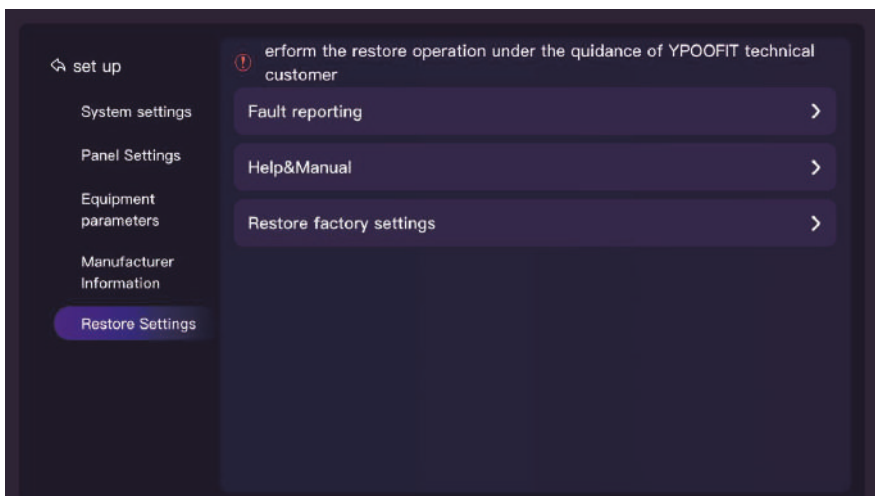 set up
System settings
Panel Settings
Equipment
parameters
Manufacturer
Information
Restore Settings
erform the restore operation under the quidance of YPOOFIT technical
customer
Fault reporting
Help&Manual
Restore factory settings